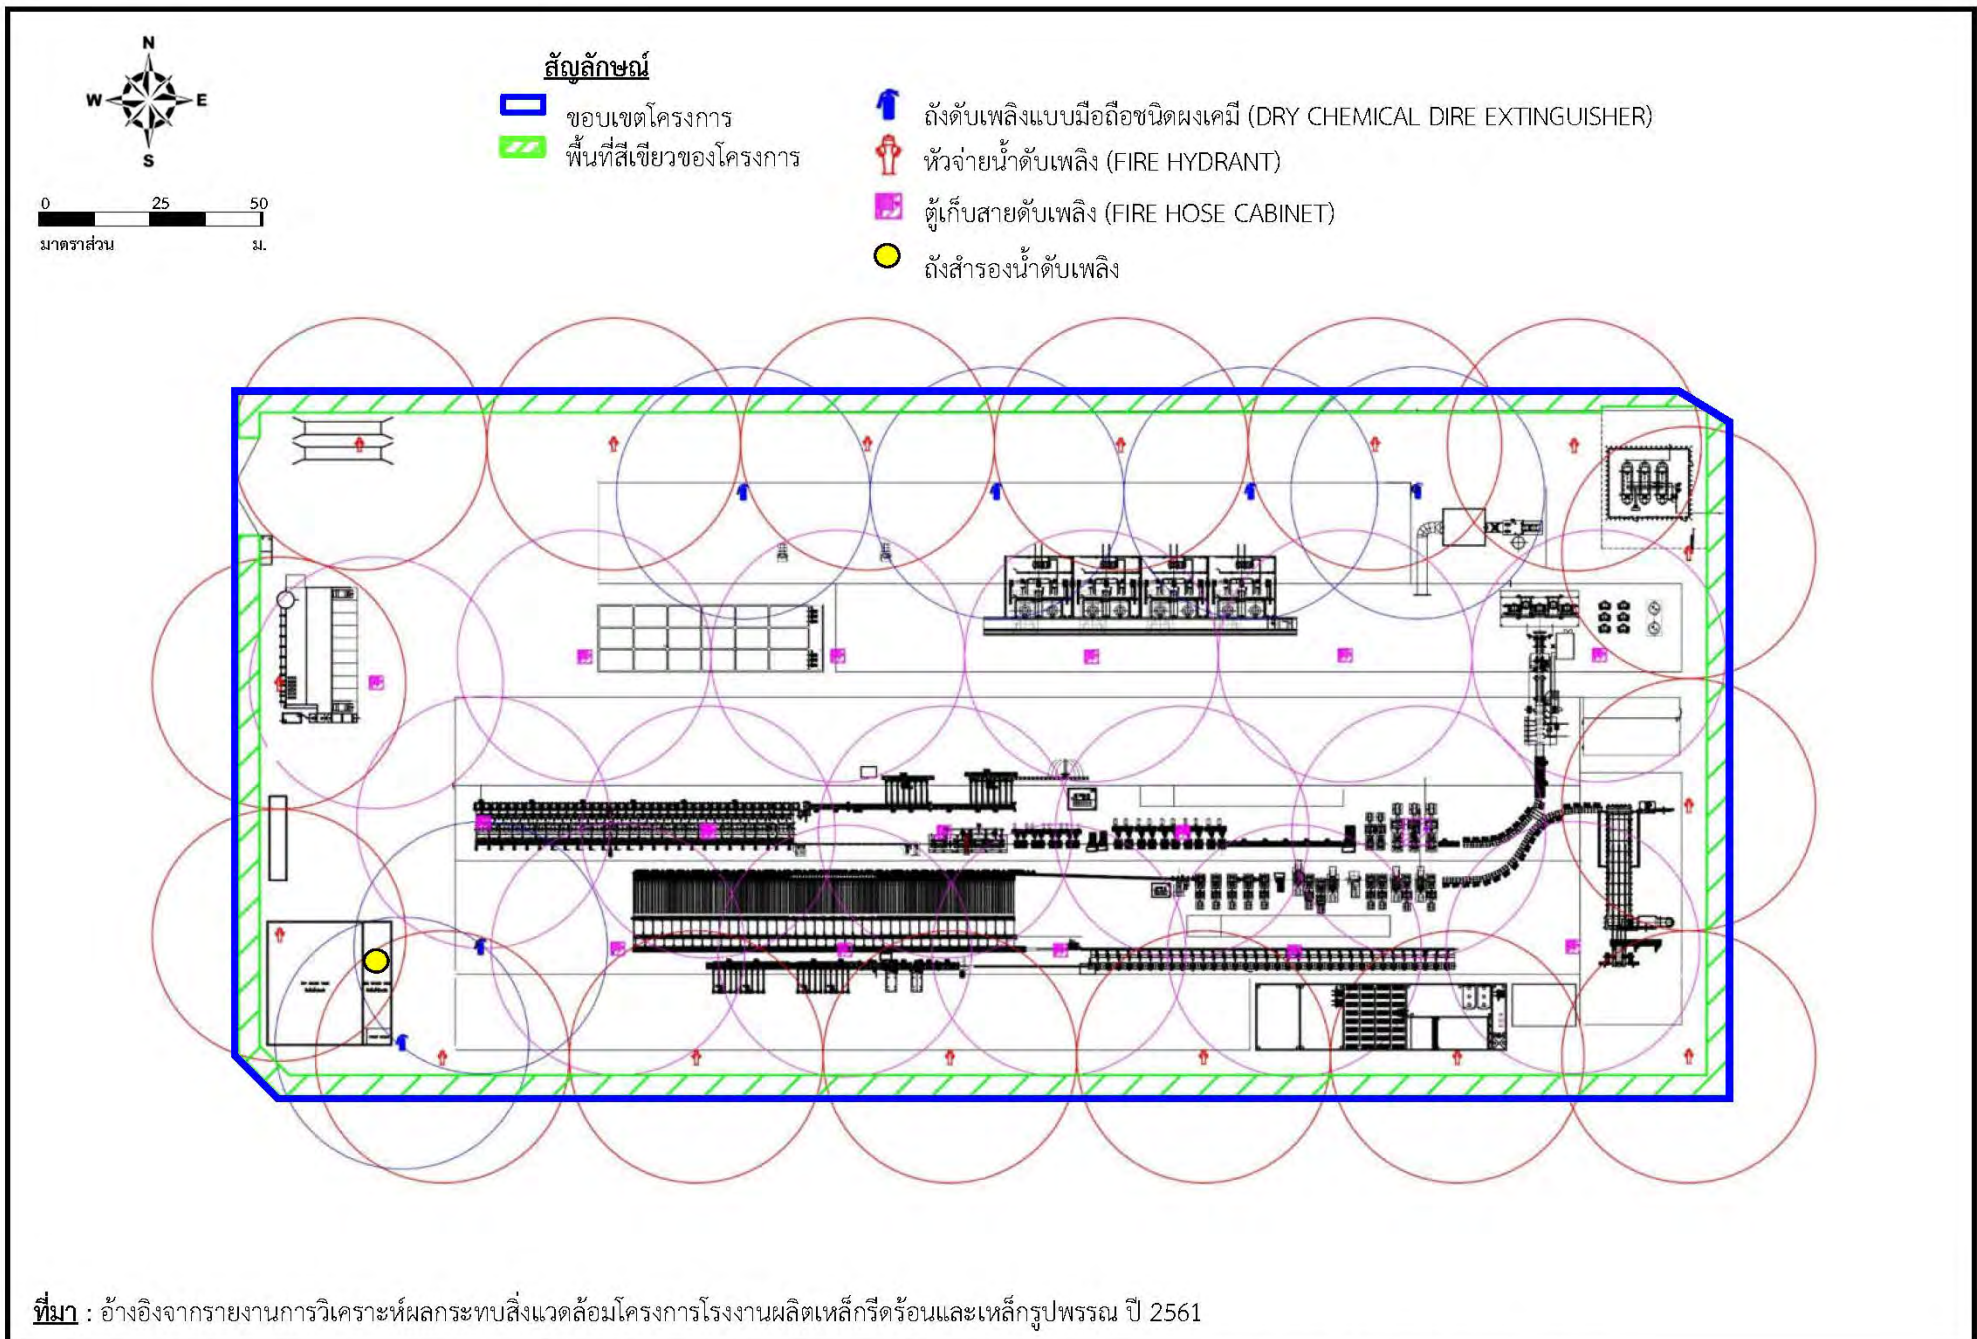 N
W E
S
0 25 50
มาตราส่วน ม.
สัญลักษณ์
ขอบเขตโครงการ
พื้นที่สีเขียวของโครงการ
ถังดับเพลิงแบบมือถือชนิดผงเคมี (DRY CHEMICAL DIRE EXTINGUISHER)
หัวจ่ายน้ำดับเพลิง (FIRE HYDRANT)
ตู้เก็บสายดับเพลิง (FIRE HOSE CABINET)
ถังสำรองน้ำดับเพลิง
ที่มา : อ้างอิงจากรายงานการวิเคราะห์ผลกระทบสิ่งแวดล้อมโครงการโรงงานผลิตเหล็กรีดร้อนและเหล็กรูปพรรณ ปี 2561